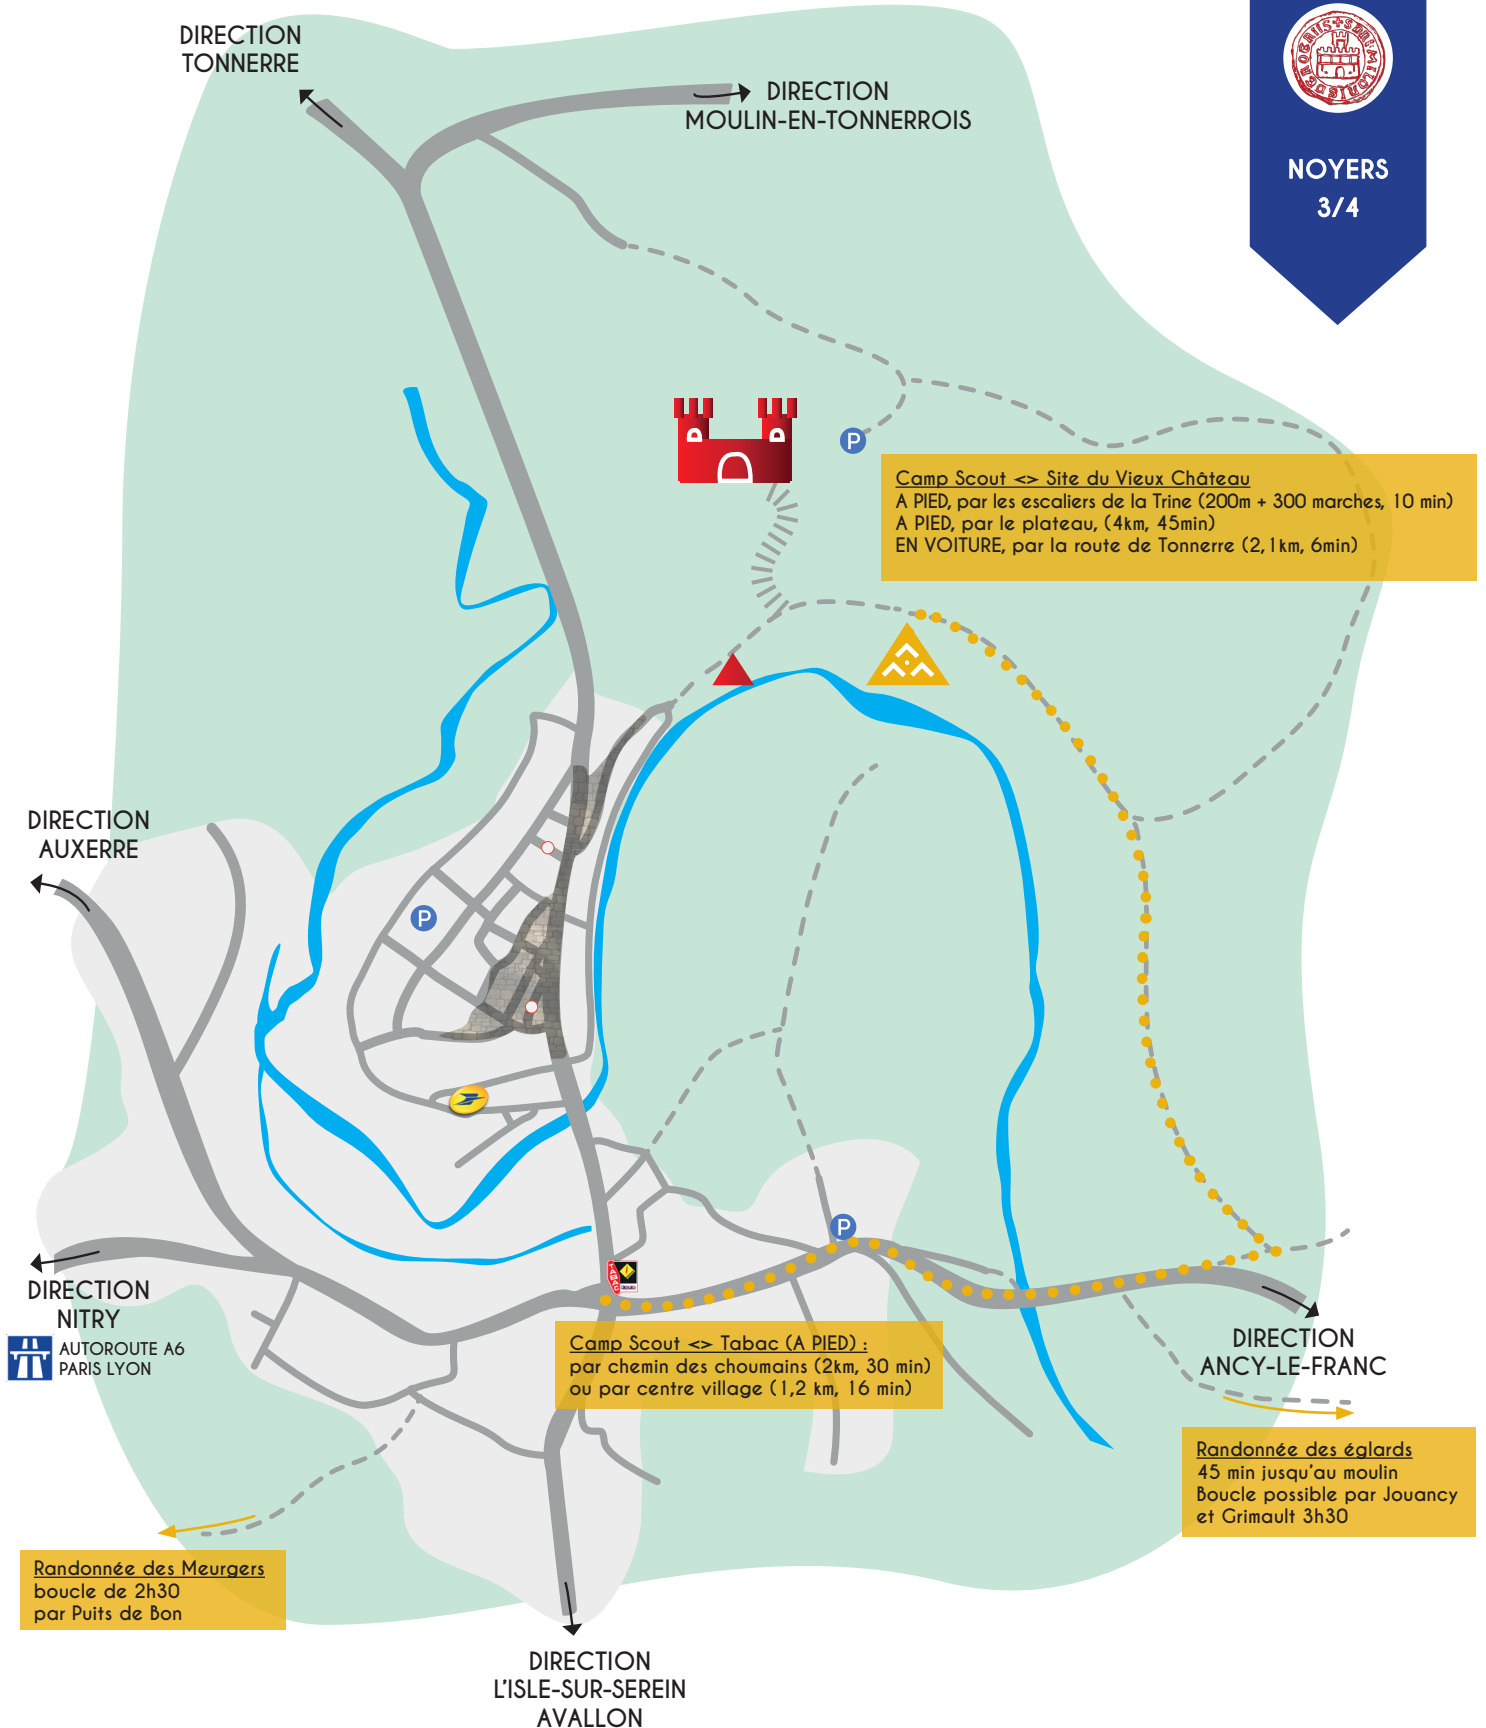 DIRECTION
TONNERRE
DIRECTION
MOULIN-EN-TONNERROIS
NOYERS
3/4
P
Camp Scout <> Site du Vieux Château
A PIED, par les escaliers de la Trine (200m + 300 marches, 10 min)
A PIED, par le plateau, (4km, 45min)
EN VOITURE, par la route de Tonnerre (2,1km, 6min)
DIRECTION
AUXERRE
P
P
DIRECTION
NITRY
AUTOROUTE A6
PARIS LYON
TABAC
Camp Scout <> Tabac (A PIED) :
par chemin des choumains (2km, 30 min)
ou par centre village (1,2 km, 16 min)
DIRECTION
ANCY-LE-FRANC
Randonnée des églards
45 min jusqu'au moulin
Boucle possible par Jouancy
et Grimault 3h30
Randonnée des Meurgers
boucle de 2h30
par Puits de Bon
DIRECTION
L'ISLE-SUR-SEREIN
AVALLON